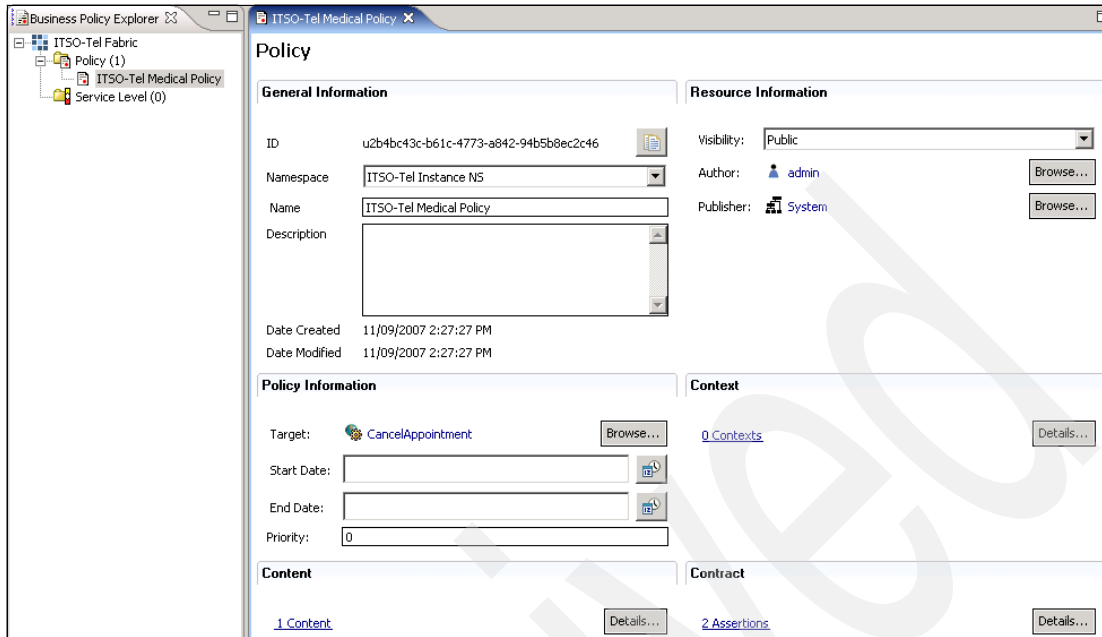 Business Policy Explorer
ITSO-Tel Fabric
Policy (1)
ITSO-Tel Medical Policy
Service Level (0)
ITSO-Tel Medical Policy
Policy
General Information
ID u2b4bc43c-b61c-4773-a842-94b5b8ec2c46
Namespace ITSO-Tel Instance NS
Name ITSO-Tel Medical Policy
Description
Date Created 11/09/2007 2:27:27 PM
Date Modified 11/09/2007 2:27:27 PM
Resource Information
Visibility: Public
Author: admin Browse...
Publisher: System Browse...
Policy Information
Target: CancelAppointment Browse...
Start Date:
End Date:
Priority: 0
Context
0 Contexts Details...
Content
1 Content Details...
Contract
2 Assertions Details...
ived